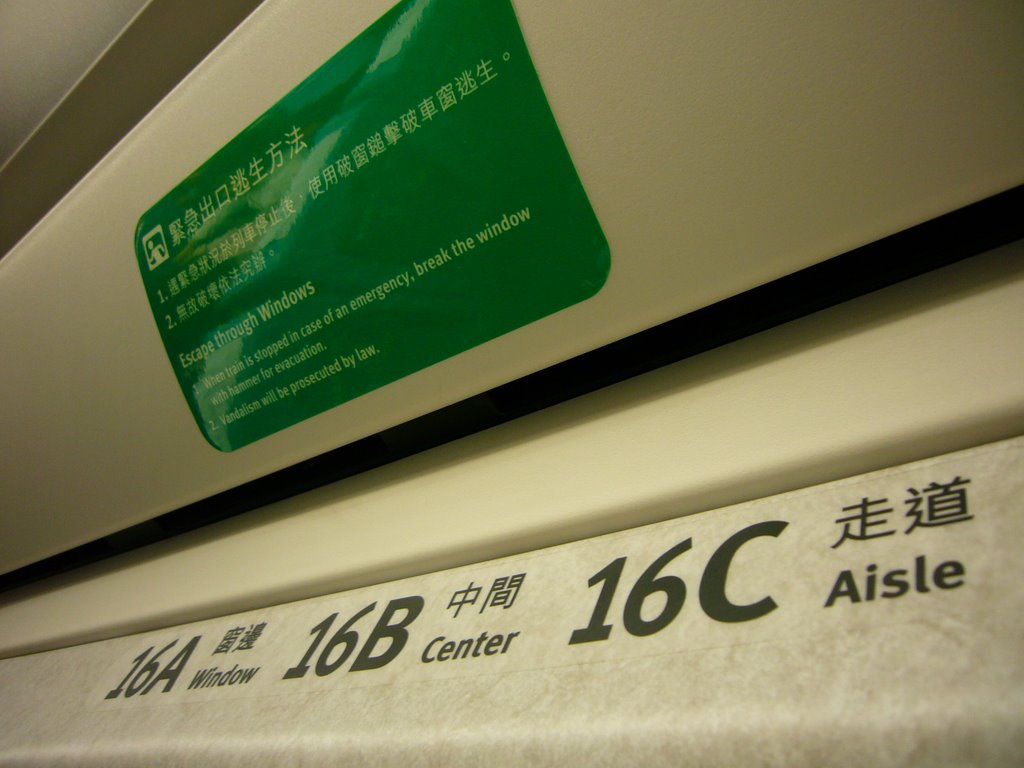 緊急出口逃生方法
1. 遇緊急狀況於列車停止後，使用破窗鎚擊破車窗逃生。
2. 無故破壞依法究辦。
Escape through Windows
1. When train is stopped in case of an emergency, break the window
with hammer for evacuation.
2. Vandalism will be prosecuted by law.
16A 窗邊
Window
16B 中間
Center
16C 走道
Aisle